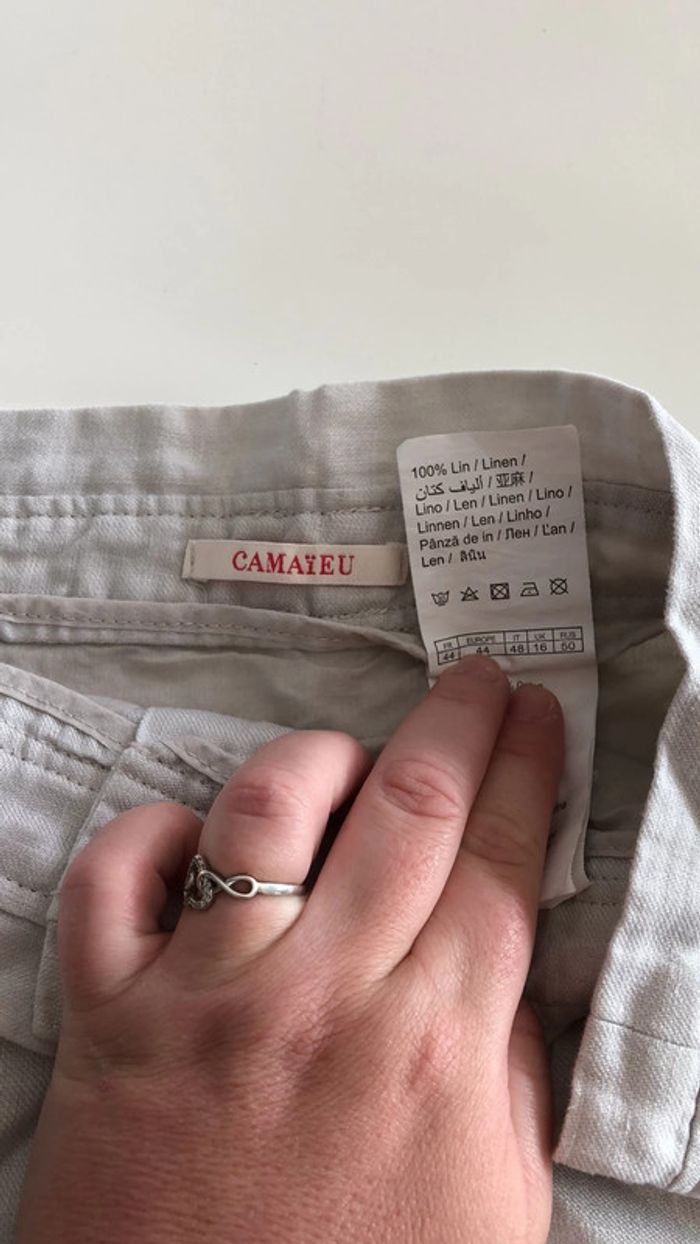 100% Lin / Linen /
ألياف كتان / 亚麻 /
Lino / Len / Linen / Lino /
Linnen / Len / Linho /
Pânză de in / Лен / Ľan /
Len / ลินิน
CAMAÏEU
FR EUROPE IT UK RUS
44 44 48 16 50